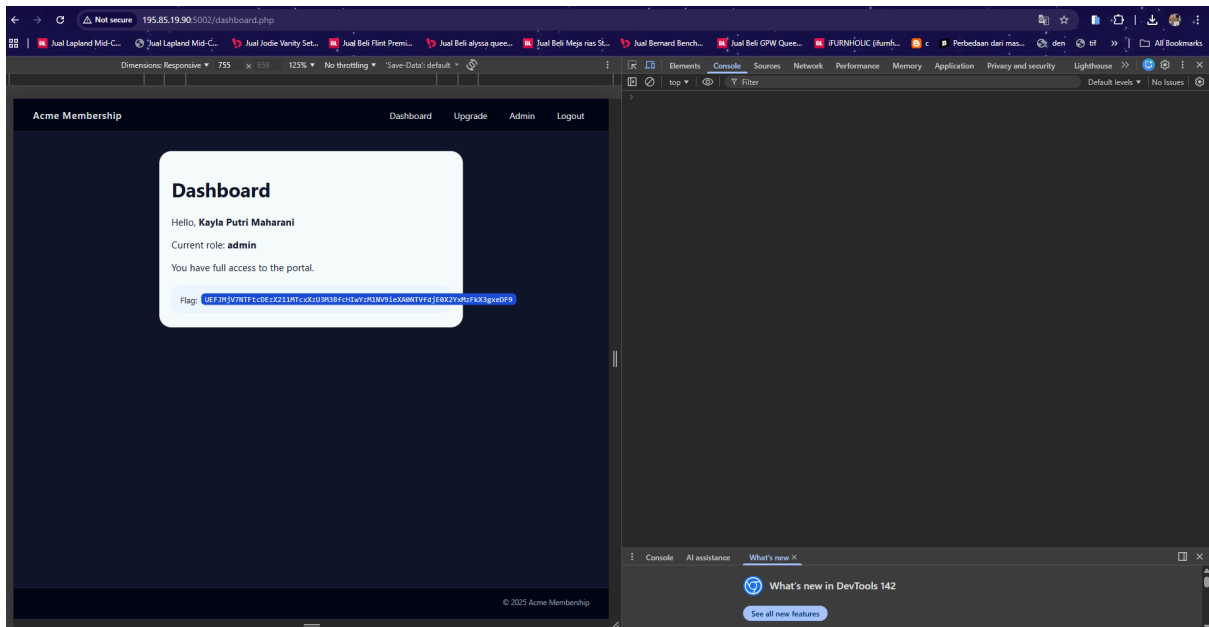 Not secure 195.85.19.90:5002/dashboard.php
Jual Lapland Mid-C... Jual Lapland Mid-C... Jual Jodie Vanity Set... Jual Beli Flint Premi... Jual Beli alyssa quee... Jual Beli Meja rias St... Jual Bernard Bench... Jual Beli GPW Quee... iFURNHOLIC (ifurnh... c Perbedaan dari mas... den tif » All Bookmarks
Dimensions: Responsive 755 x 659 125% No throttling 'Save-Data': default
Elements Console Sources Network Performance Memory Application Privacy and security Lighthouse »
top Filter Default levels No Issues
Acme Membership Dashboard Upgrade Admin Logout
Dashboard
Hello, Kayla Putri Maharani
Current role: admin
You have full access to the portal.
Flag:
© 2025 Acme Membership
Console AI assistance What's new
What's new in DevTools 142
See all new features